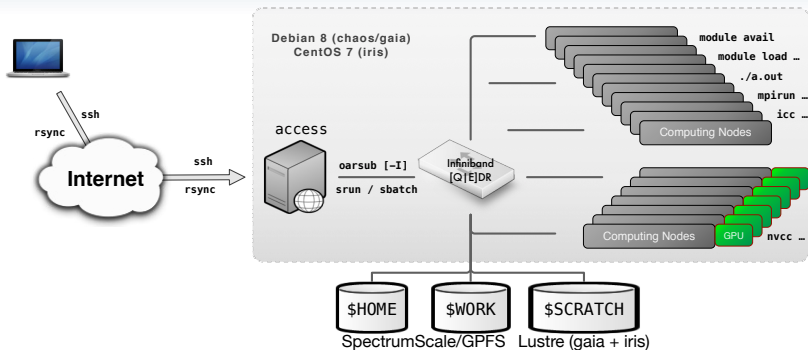 Debian 8 (chaos/gaia)
CentOS 7 (iris)
module avail
module load …
./a.out
mpirun …
icc …
Computing Nodes
ssh
rsync
Internet
ssh
rsync
access
oarsub [-I]
srun / sbatch
Infiniband
[Q|E]DR
Computing Nodes
GPU
nvcc …
$HOME
$WORK
$SCRATCH
SpectrumScale/GPFS
Lustre (gaia + iris)